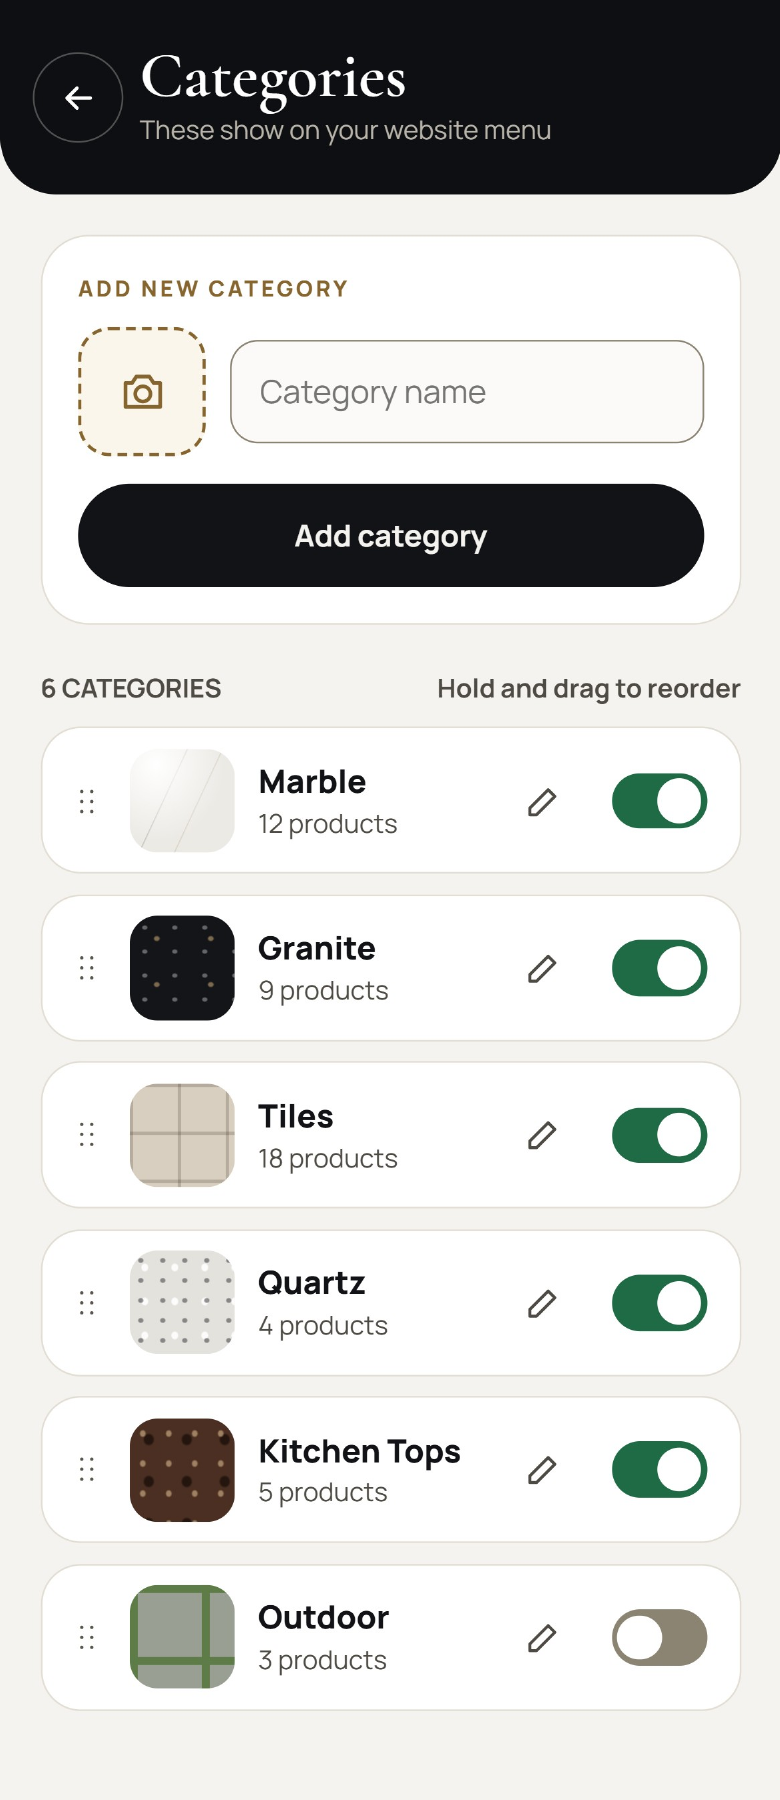 Categories
These show on your website menu
ADD NEW CATEGORY
Category name
Add category
6 CATEGORIES
Hold and drag to reorder
Marble
12 products
Granite
9 products
Tiles
18 products
Quartz
4 products
Kitchen Tops
5 products
Outdoor
3 products